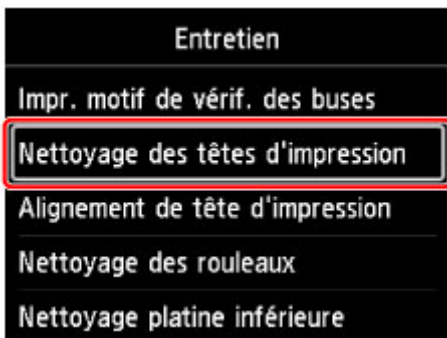 Entretien
Impr. motif de vérif. des buses
Nettoyage des têtes d'impression
Alignement de tête d'impression
Nettoyage des rouleaux
Nettoyage platine inférieure